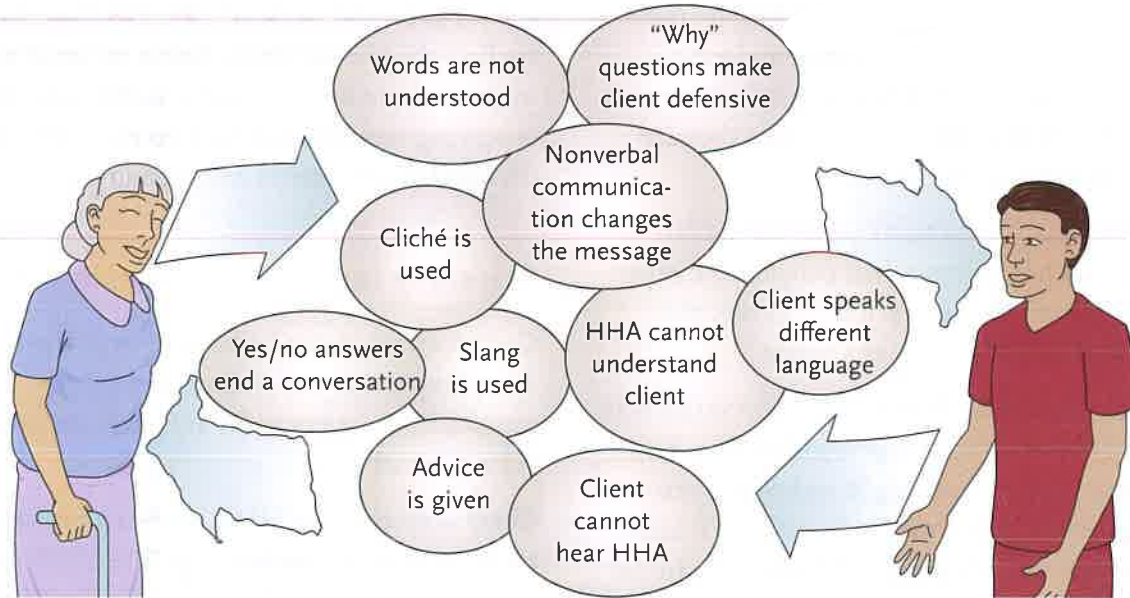 Words are not
understood
“Why”
questions make
client defensive
Nonverbal
communica-
tion changes
the message
Cliché is
used
Client speaks
different
language
HHA cannot
understand
client
Yes/no answers
end a conversation
Slang
is used
Advice
is given
Client
cannot
hear HHA